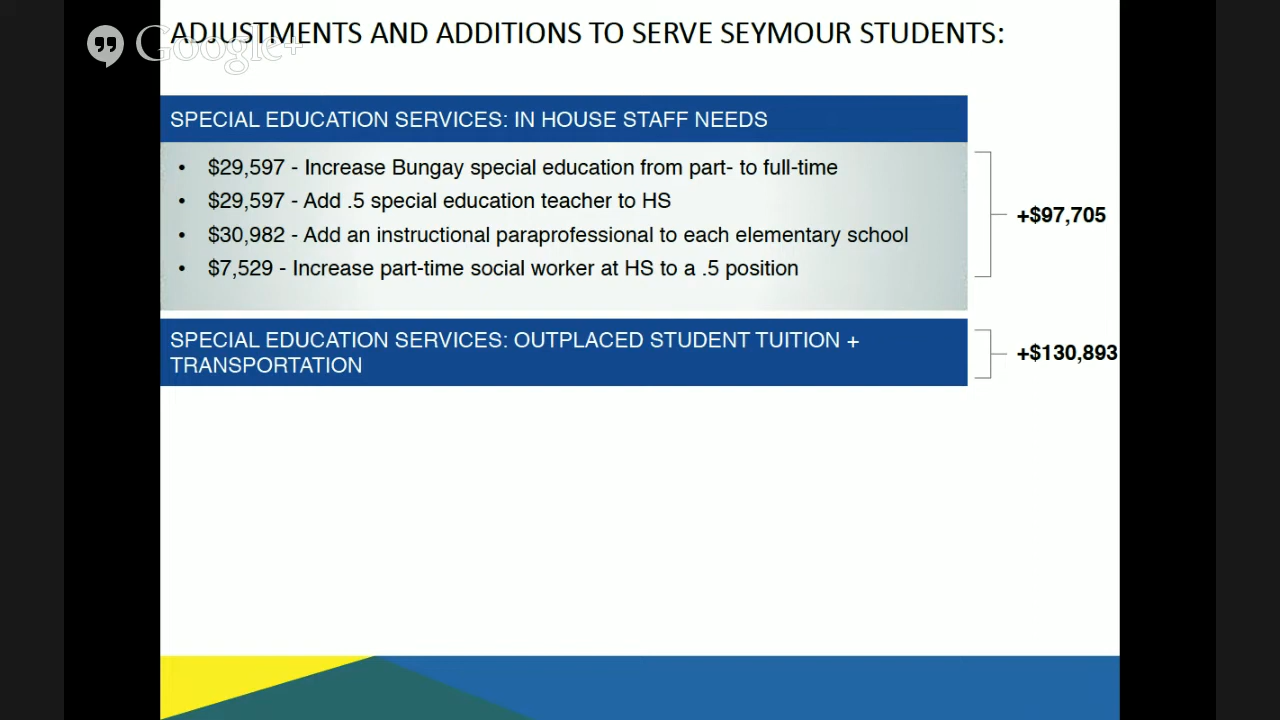 ADJUSTMENTS AND ADDITIONS TO SERVE SEYMOUR STUDENTS:
Google+
SPECIAL EDUCATION SERVICES: IN HOUSE STAFF NEEDS
• $29,597 - Increase Bungay special education from part- to full-time
• $29,597 - Add .5 special education teacher to HS
• $30,982 - Add an instructional paraprofessional to each elementary school
• $7,529 - Increase part-time social worker at HS to a .5 position
+$97,705
SPECIAL EDUCATION SERVICES: OUTPLACED STUDENT TUITION +
TRANSPORTATION
+$130,893